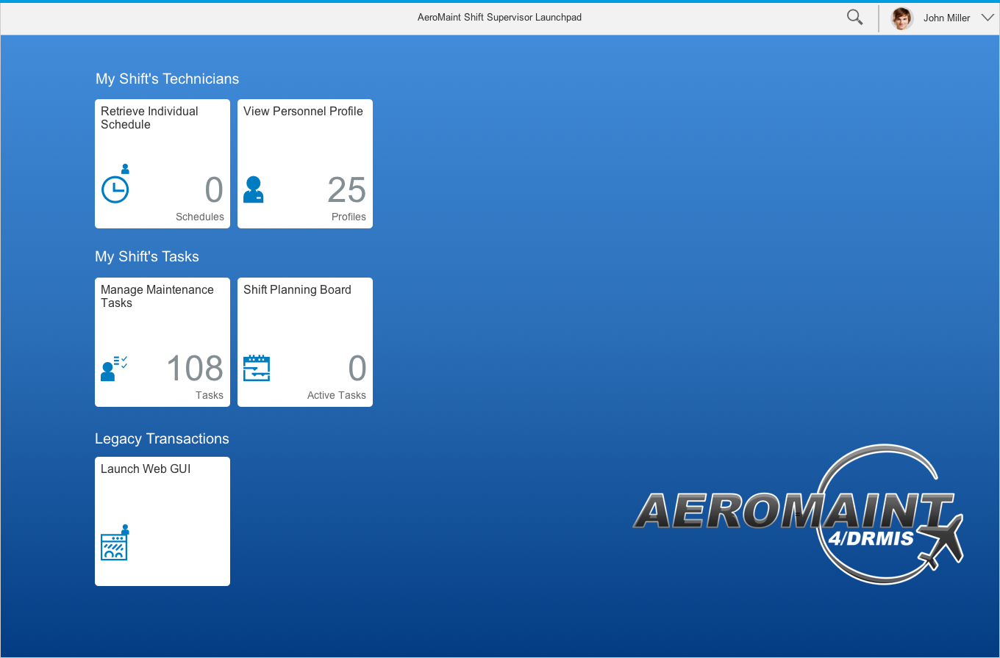 AeroMaint Shift Supervisor Launchpad
John Miller
My Shift's Technicians
Retrieve Individual
Schedule
0
Schedules
View Personnel Profile
25
Profiles
My Shift's Tasks
Manage Maintenance
Tasks
108
Tasks
Shift Planning Board
0
Active Tasks
Legacy Transactions
Launch Web GUI
AEROMAINT
4/DRMIS